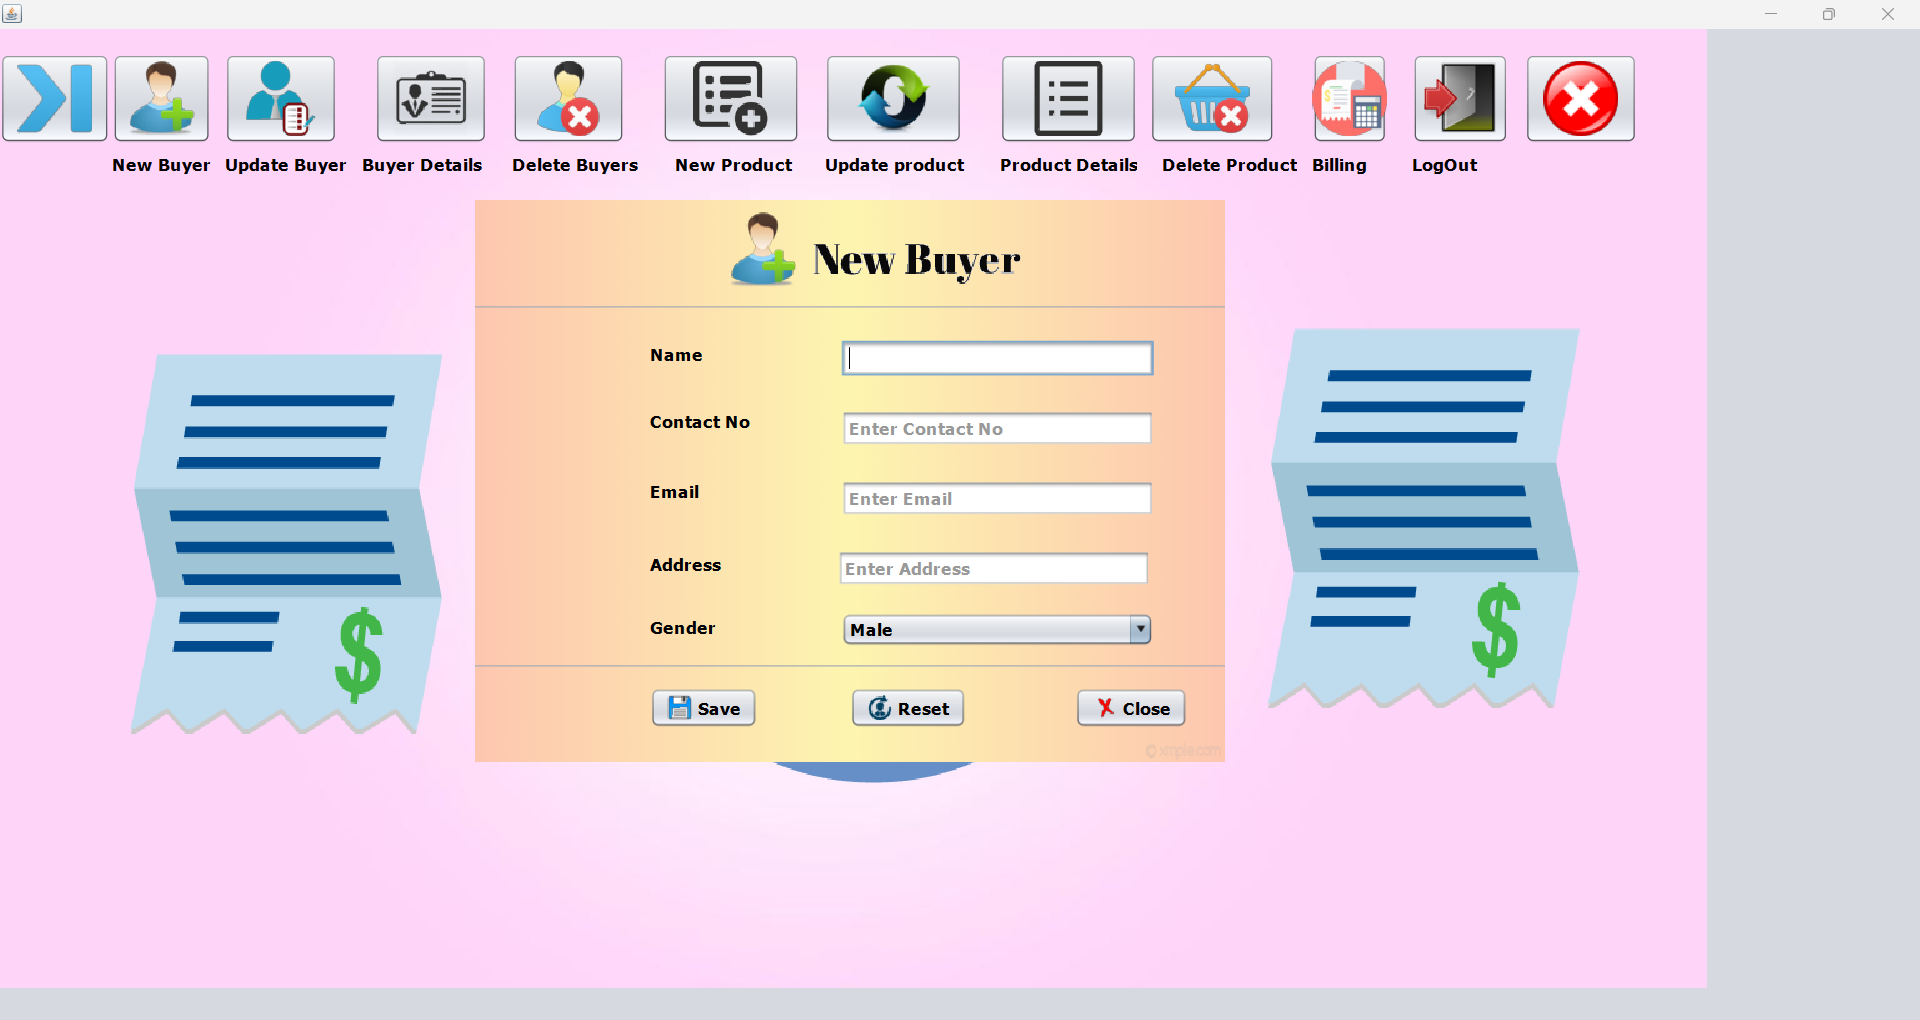 New Buyer Update Buyer Buyer Details Delete Buyers New Product Update product Product Details Delete Product Billing LogOut
New Buyer
Name
Contact No Enter Contact No
Email Enter Email
Address Enter Address
Gender Male
Save Reset Close